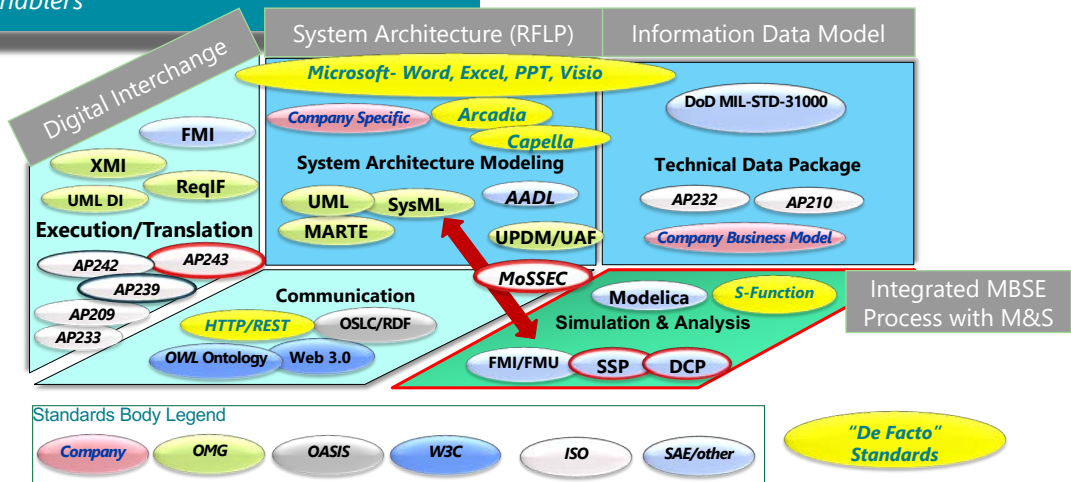 nablers
System Architecture (RFLP)
Information Data Model
Digital Interchange
Microsoft- Word, Excel, PPT, Visio
Company Specific
Arcadia
Capella
System Architecture Modeling
UML
SysML
AADL
MARTE
UPDM/UAF
DoD MIL-STD-31000
Technical Data Package
AP232
AP210
Company Business Model
FMI
XMI
ReqIF
UML DI
Execution/Translation
AP242
AP243
AP239
AP209
AP233
MoSSEC
Communication
HTTP/REST
OSLC/RDF
OWL Ontology
Web 3.0
Modelica
S-Function
Simulation & Analysis
FMI/FMU
SSP
DCP
Integrated MBSE
Process with M&S
Standards Body Legend
Company
OMG
OASIS
W3C
ISO
SAE/other
"De Facto"
Standards